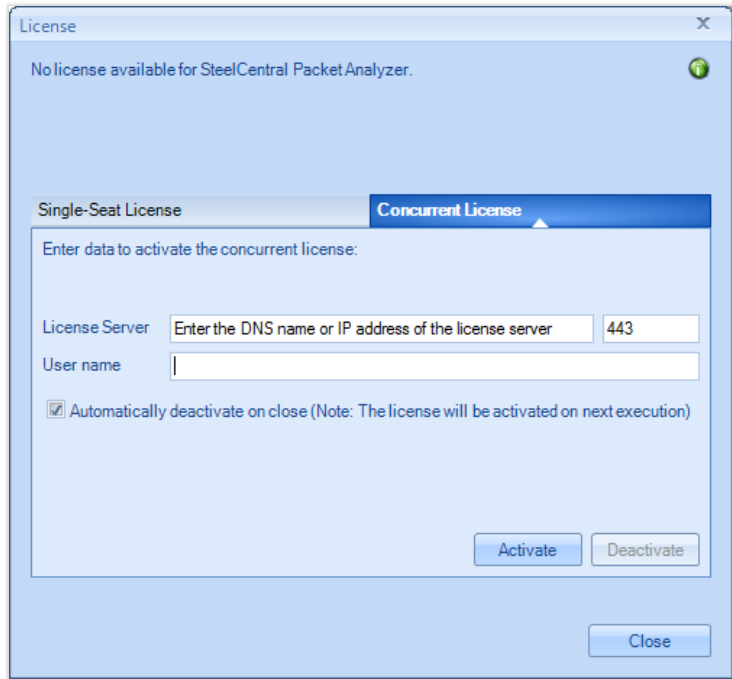 License
No license available for SteelCentral Packet Analyzer.
Single-Seat License Concurrent License
Enter data to activate the concurrent license:
License Server Enter the DNS name or IP address of the license server 443
User name
Automatically deactivate on close (Note: The license will be activated on next execution)
Activate Deactivate
Close